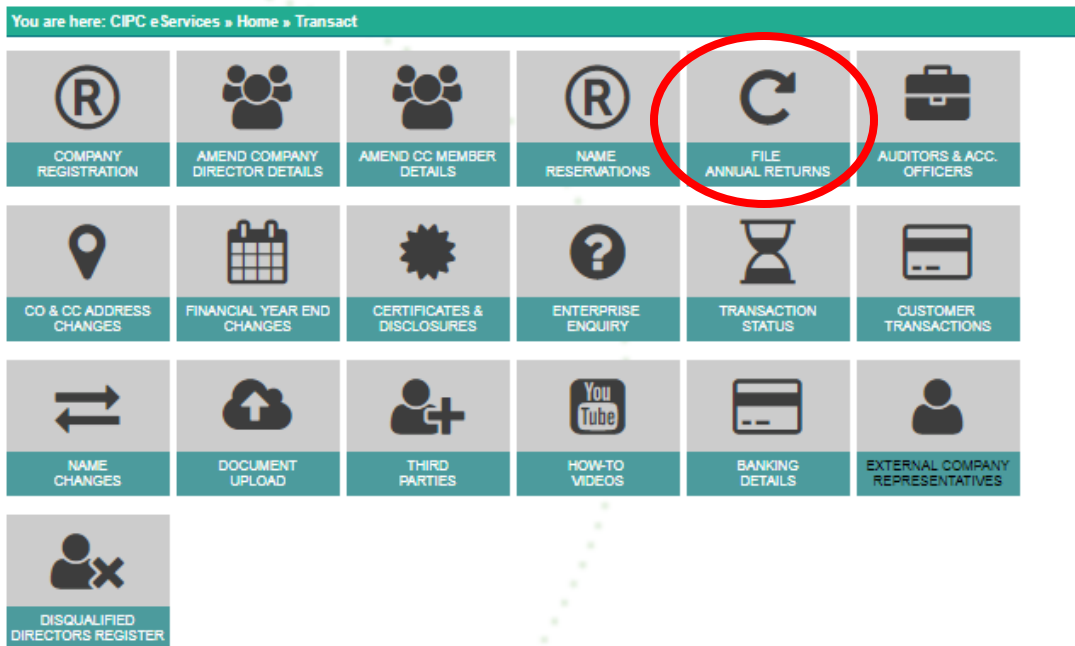 You are here: CIPC eServices » Home » Transact
R
COMPANY
REGISTRATION
AMEND COMPANY
DIRECTOR DETAILS
AMEND CC MEMBER
DETAILS
R
NAME
RESERVATIONS
FILE
ANNUAL RETURNS
AUDITORS & ACC.
OFFICERS
CO & CC ADDRESS
CHANGES
FINANCIAL YEAR END
CHANGES
CERTIFICATES &
DISCLOSURES
?
ENTERPRISE
ENQUIRY
TRANSACTION
STATUS
CUSTOMER
TRANSACTIONS
NAME
CHANGES
DOCUMENT
UPLOAD
THIRD
PARTIES
You
Tube
HOW-TO
VIDEOS
BANKING
DETAILS
EXTERNAL COMPANY
REPRESENTATIVES
DISQUALIFIED
DIRECTORS REGISTER